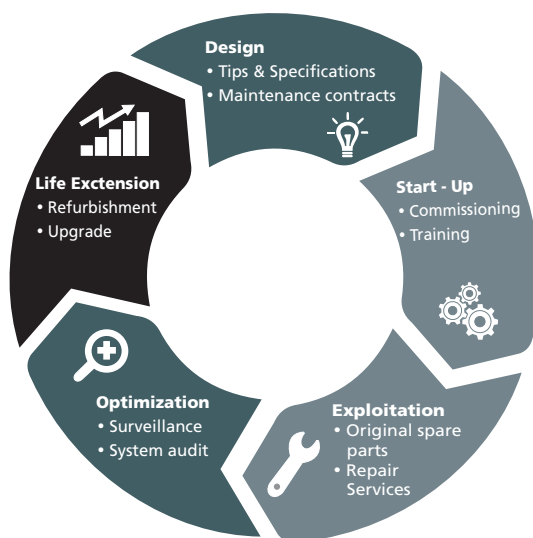 Design
• Tips & Specifications
• Maintenance contracts
Start - Up
• Commissioning
• Training
Exploitation
• Original spare
parts
• Repair
Services
Optimization
• Surveillance
• System audit
Life Exctension
• Refurbishment
• Upgrade